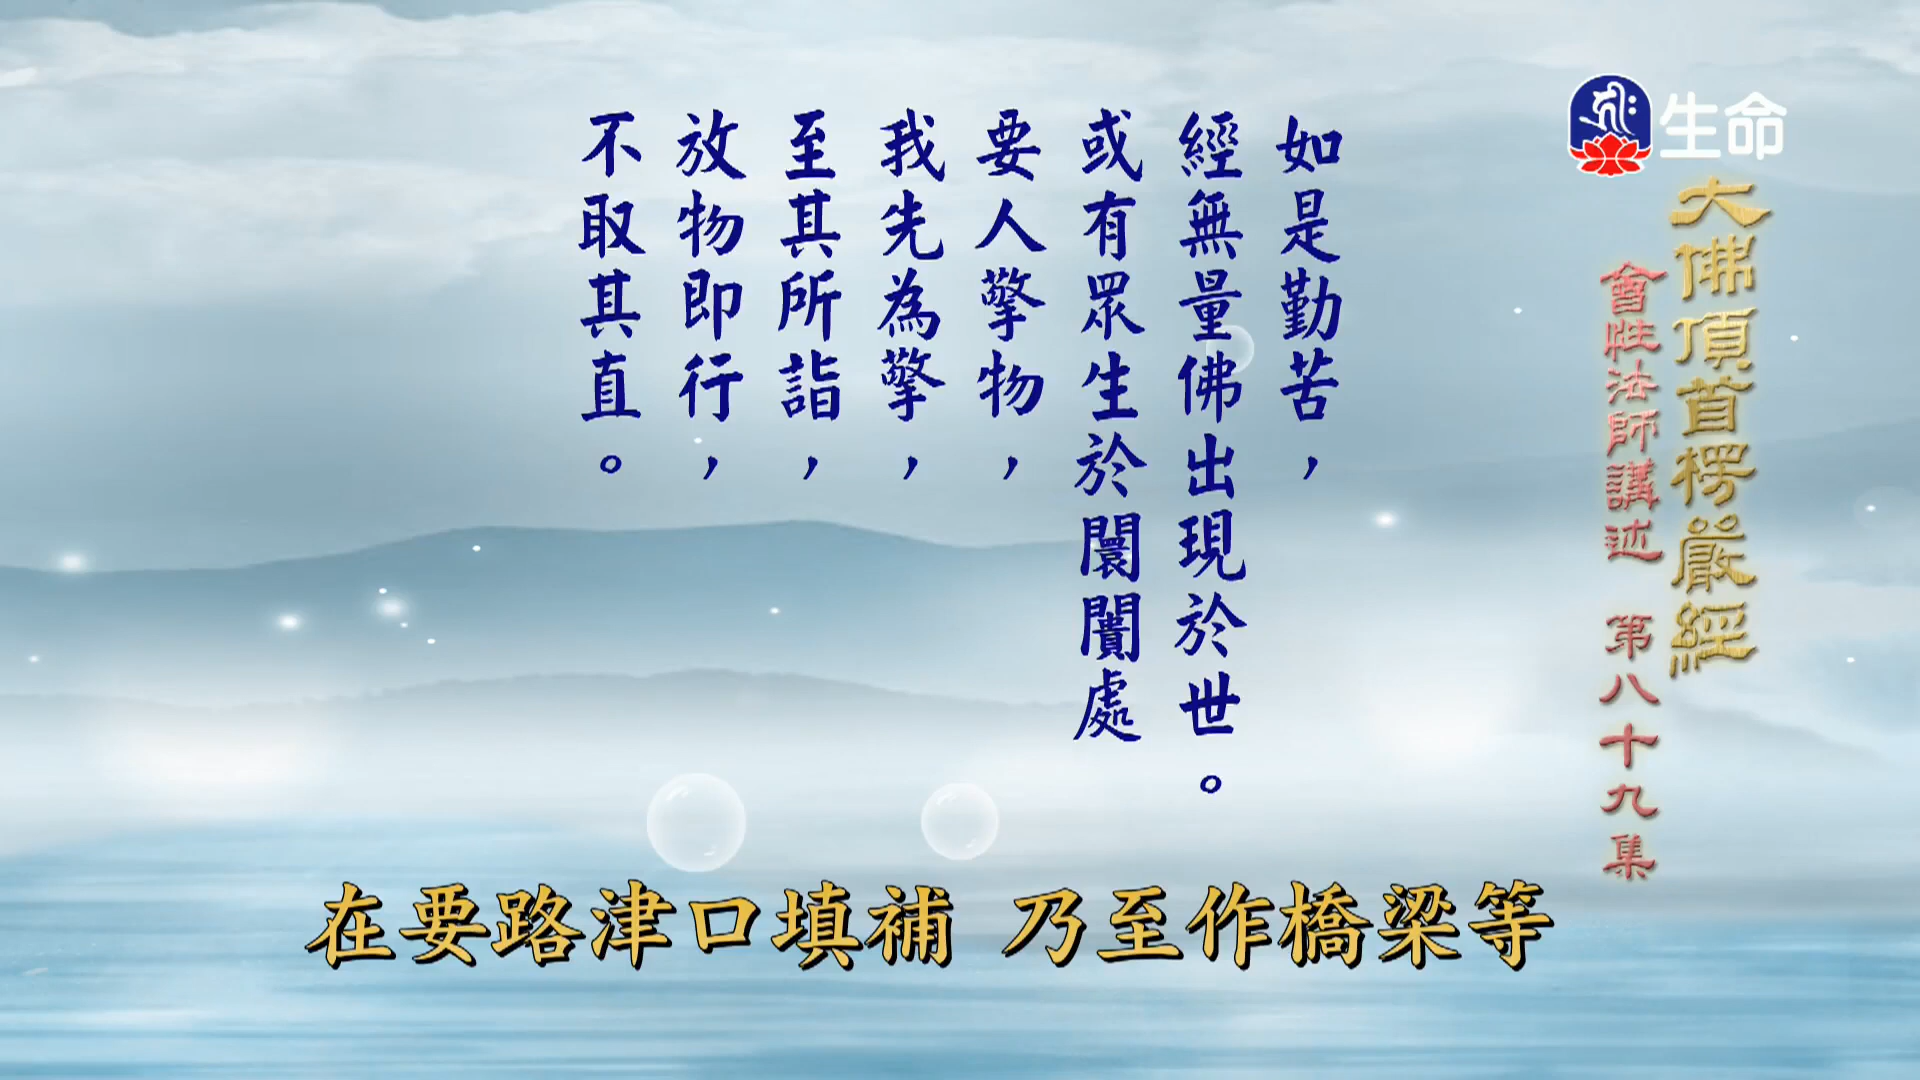 生命
大佛頂首楞嚴經
會性法師講述 第八十九集
如是勤苦，
經無量佛出現於世。
或有眾生於闤闠處
要人擎物，
我先為擎，
至其所詣，
放物即行，
不取其直。
在要路津口填補 乃至作橋梁等